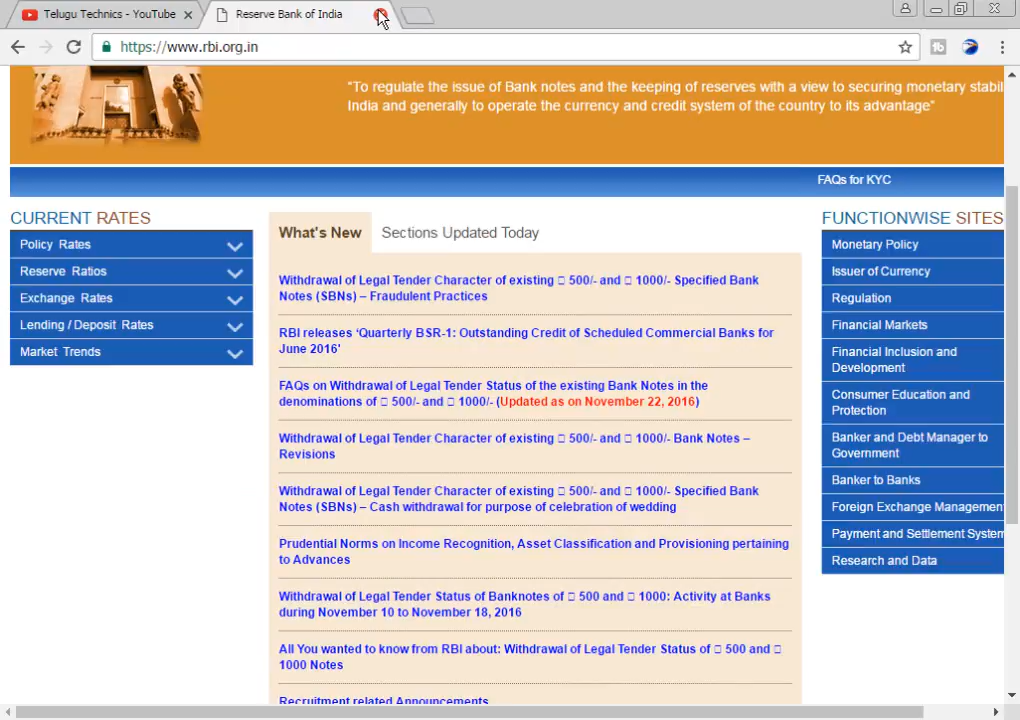 Telugu Technics - YouTube
Reserve Bank of India
https://www.rbi.org.in
"To regulate the issue of Bank notes and the keeping of reserves with a view to securing monetary stabil
India and generally to operate the currency and credit system of the country to its advantage"
FAQs for KYC
CURRENT RATES
Policy Rates
Reserve Ratios
Exchange Rates
Lending / Deposit Rates
Market Trends
What's New
Sections Updated Today
Withdrawal of Legal Tender Character of existing □ 500/- and □ 1000/- Specified Bank
Notes (SBNs) – Fraudulent Practices
RBI releases ‘Quarterly BSR-1: Outstanding Credit of Scheduled Commercial Banks for
June 2016'
FAQs on Withdrawal of Legal Tender Status of the existing Bank Notes in the
denominations of □ 500/- and □ 1000/- (Updated as on November 22, 2016)
Withdrawal of Legal Tender Character of existing □ 500/- and □ 1000/- Bank Notes –
Revisions
Withdrawal of Legal Tender Character of existing □ 500/- and □ 1000/- Specified Bank
Notes (SBNs) – Cash withdrawal for purpose of celebration of wedding
Prudential Norms on Income Recognition, Asset Classification and Provisioning pertaining
to Advances
Withdrawal of Legal Tender Status of Banknotes of □ 500 and □ 1000: Activity at Banks
during November 10 to November 18, 2016
All You wanted to know from RBI about: Withdrawal of Legal Tender Status of □ 500 and □
1000 Notes
Recruitment related Announcements
FUNCTIONWISE SITES
Monetary Policy
Issuer of Currency
Regulation
Financial Markets
Financial Inclusion and
Development
Consumer Education and
Protection
Banker and Debt Manager to
Government
Banker to Banks
Foreign Exchange Management
Payment and Settlement System
Research and Data